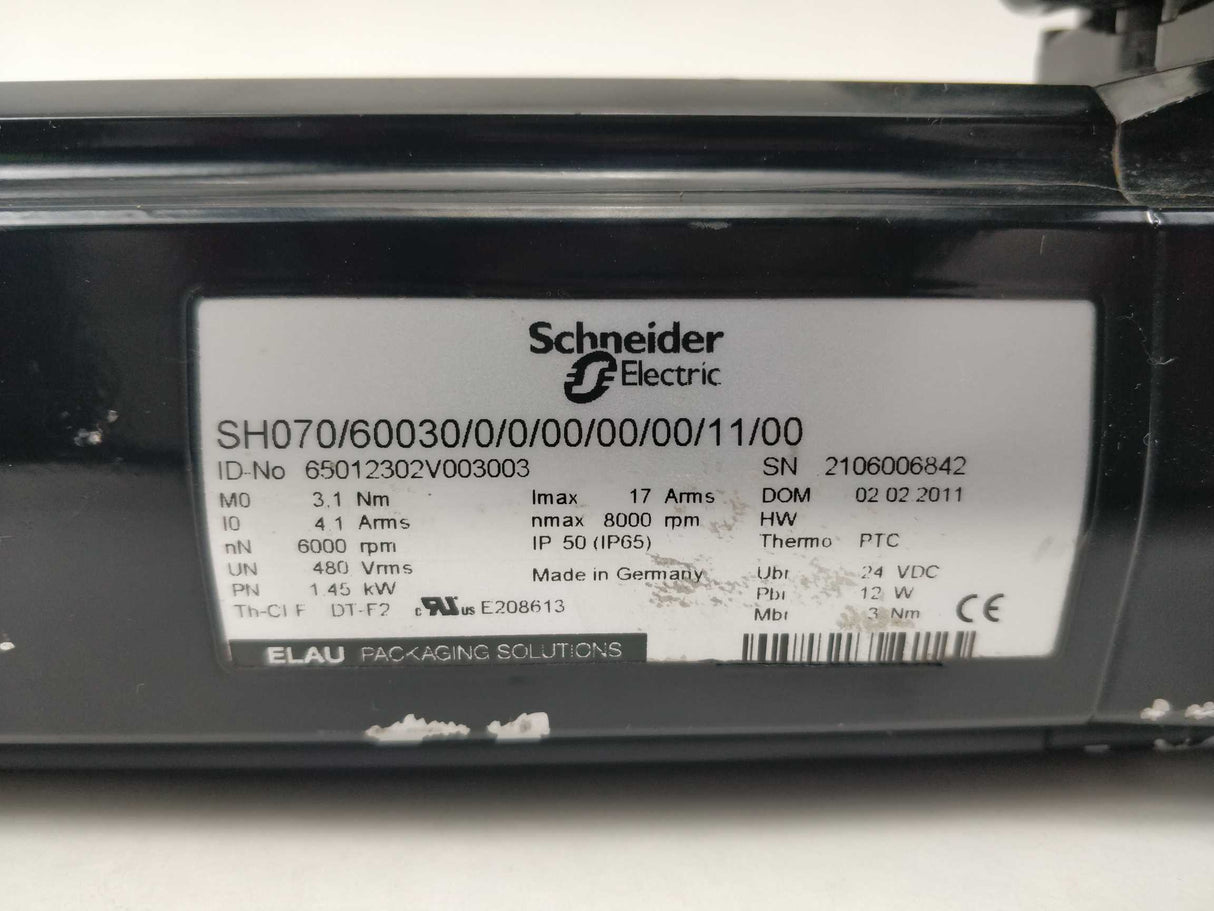 Schneider
Electric
SH070/60030/0/0/00/00/00/11/00
ID-No 65012302V003003 SN 2106006842
M0 3.1 Nm Imax 17 Arms DOM 02 02 2011
I0 4.1 Arms nmax 8000 rpm HW
nN 6000 rpm IP 50 (IP65) Thermo PTC
UN 480 Vrms Made in Germany Ubr 24 VDC
PN 1.45 kW Pbr 12 W
Th-Cl F DT-F2 c RU us E208613 Mbr 3 Nm CE
ELAU PACKAGING SOLUTIONS